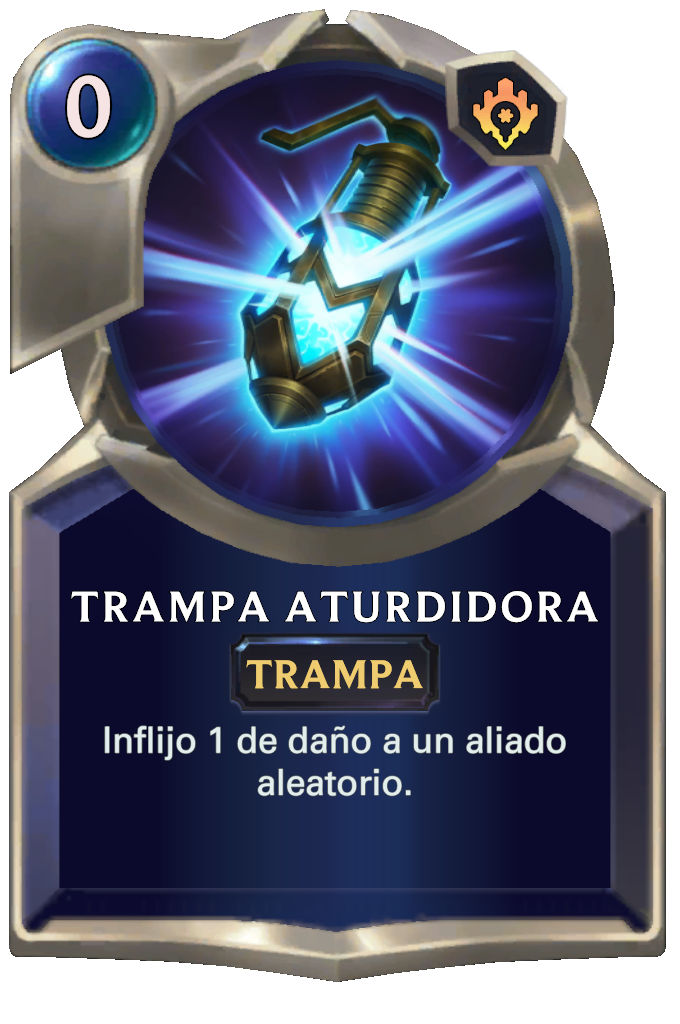 0
TRAMPA ATURDIDORA
TRAMPA
Inflijo 1 de daño a un aliado
aleatorio.